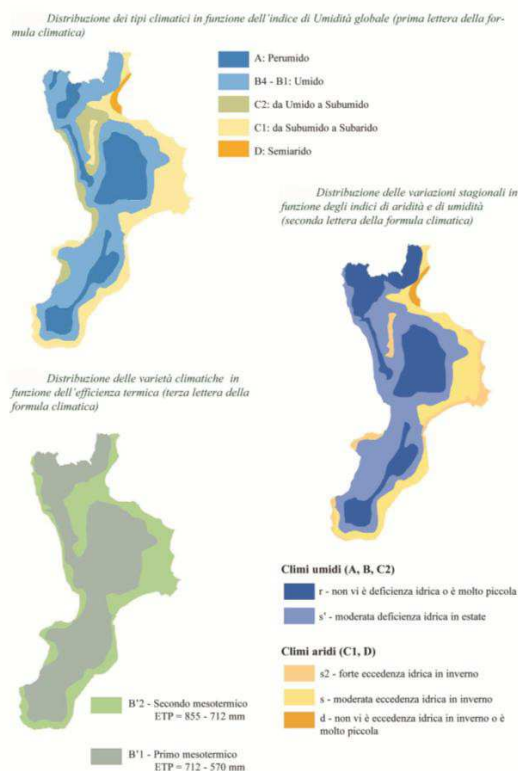 Distribuzione dei tipi climatici in funzione dell'indice di Umidità globale (prima lettera della for-
mula climatica)
A: Perumido
B4 - B1: Umido
C2: da Umido a Subumido
C1: da Subumido a Subarido
D: Semiarido
Distribuzione delle variazioni stagionali in
funzione degli indici di aridità e di umidità
(seconda lettera della formula climatica)
Distribuzione delle varietà climatiche in
funzione dell'efficienza termica (terza lettera della
formula climatica)
Climi umidi (A, B, C2)
r - non vi è deficienza idrica o è molto piccola
s' - moderata deficienza idrica in estate
Climi aridi (C1, D)
s2 - forte eccedenza idrica in inverno
s - moderata eccedenza idrica in inverno
d - non vi è eccedenza idrica in inverno o è
molto piccola
B'2 - Secondo mesotermico
ETP = 855 - 712 mm
B'1 - Primo mesotermico
ETP = 712 - 570 mm